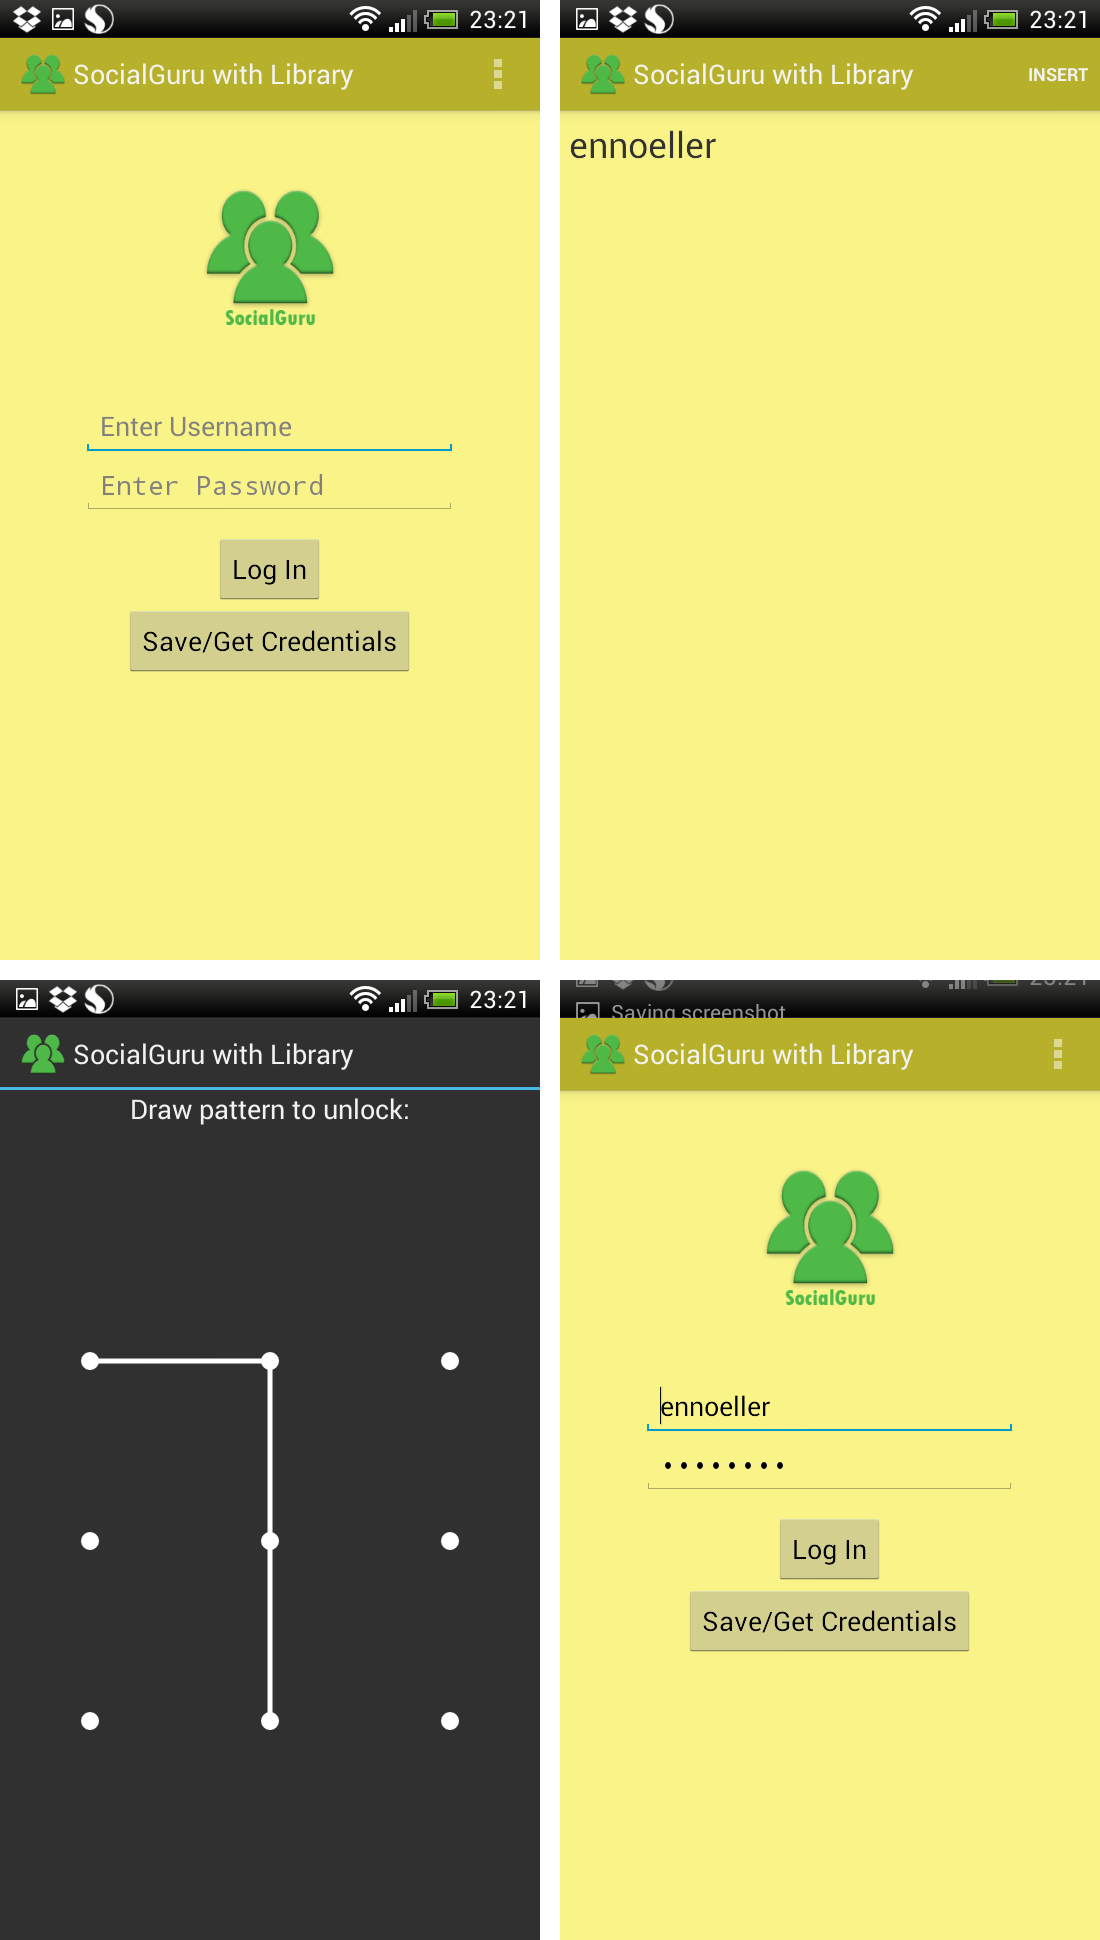 23:21
SocialGuru with Library
SocialGuru
Enter Username
Enter Password
Log In
Save/Get Credentials
23:21
SocialGuru with Library INSERT
ennoeller
23:21
SocialGuru with Library
Draw pattern to unlock:
23:21
Saving screenshot
SocialGuru with Library
SocialGuru
ennoeller
••••••••
Log In
Save/Get Credentials